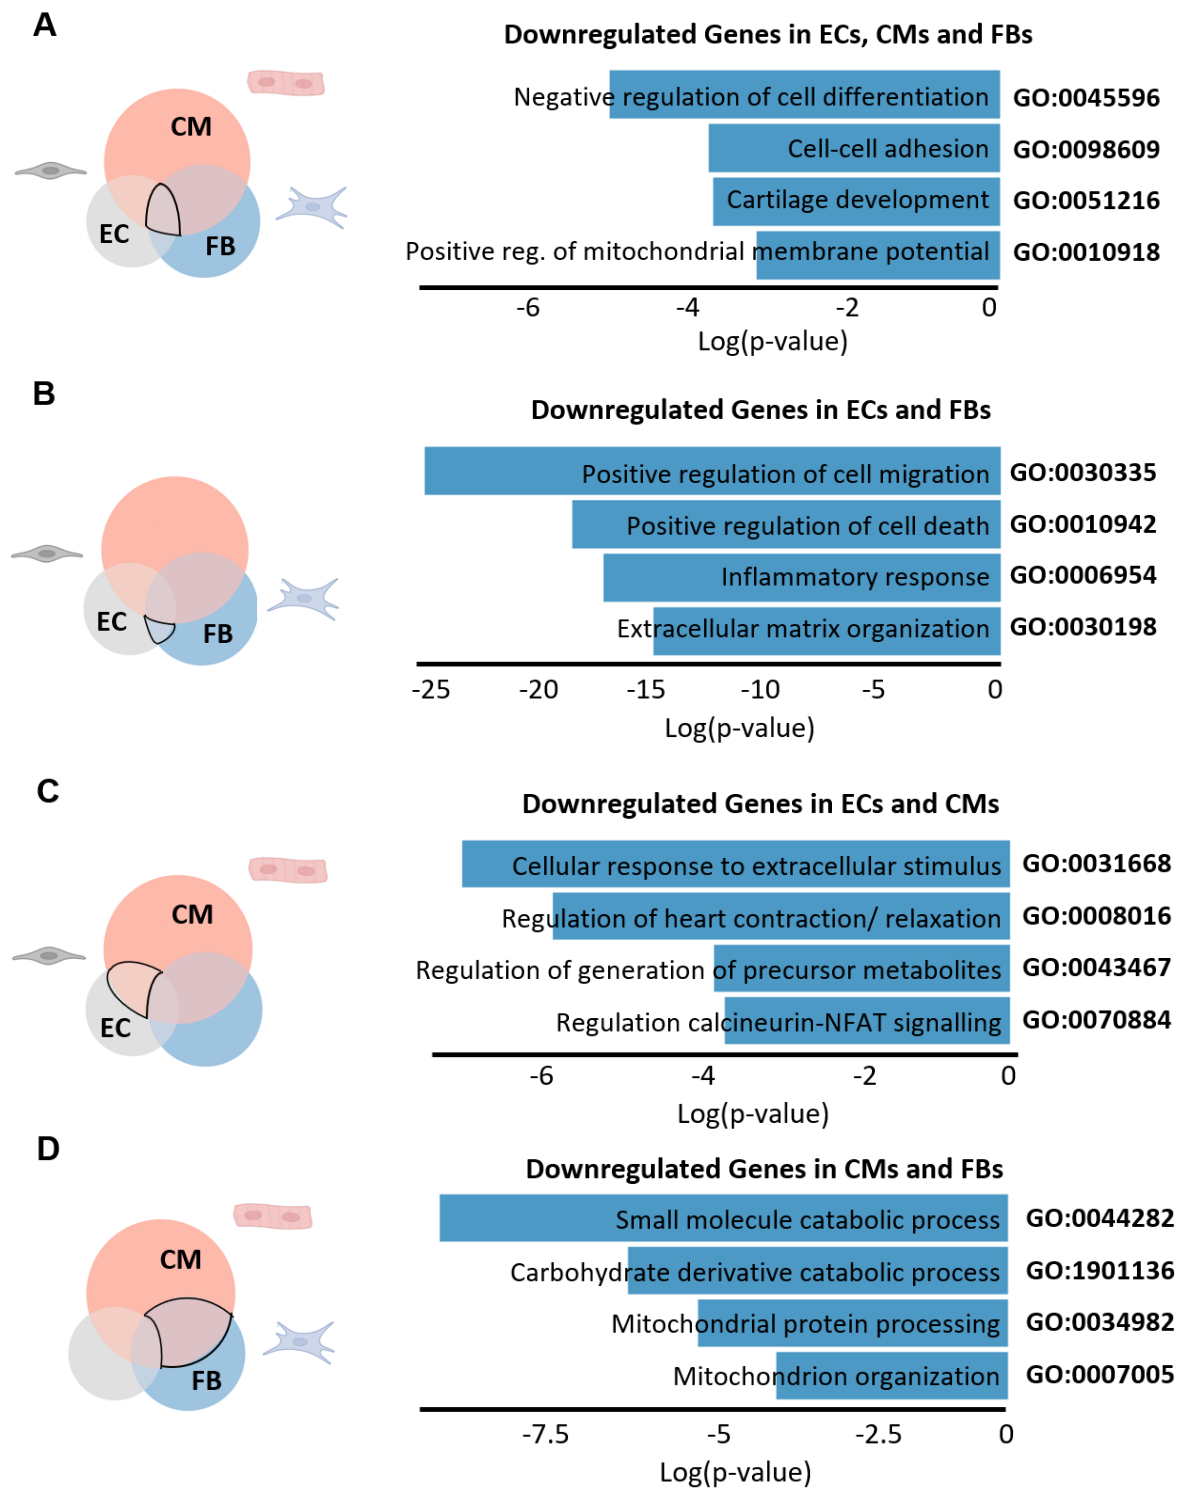 A
Downregulated Genes in ECs, CMs and FBs
CM
EC
FB
Negative regulation of cell differentiation GO:0045596
Cell-cell adhesion GO:0098609
Cartilage development GO:0051216
Positive reg. of mitochondrial membrane potential GO:0010918
-6 -4 -2 0
Log(p-value)
B
Downregulated Genes in ECs and FBs
EC
FB
Positive regulation of cell migration GO:0030335
Positive regulation of cell death GO:0010942
Inflammatory response GO:0006954
Extracellular matrix organization GO:0030198
-25 -20 -15 -10 -5 0
Log(p-value)
C
Downregulated Genes in ECs and CMs
CM
EC
Cellular response to extracellular stimulus GO:0031668
Regulation of heart contraction/ relaxation GO:0008016
Regulation of generation of precursor metabolites GO:0043467
Regulation calcineurin-NFAT signalling GO:0070884
-6 -4 -2 0
Log(p-value)
D
Downregulated Genes in CMs and FBs
CM
FB
Small molecule catabolic process GO:0044282
Carbohydrate derivative catabolic process GO:1901136
Mitochondrial protein processing GO:0034982
Mitochondrion organization GO:0007005
-7.5 -5 -2.5 0
Log(p-value)